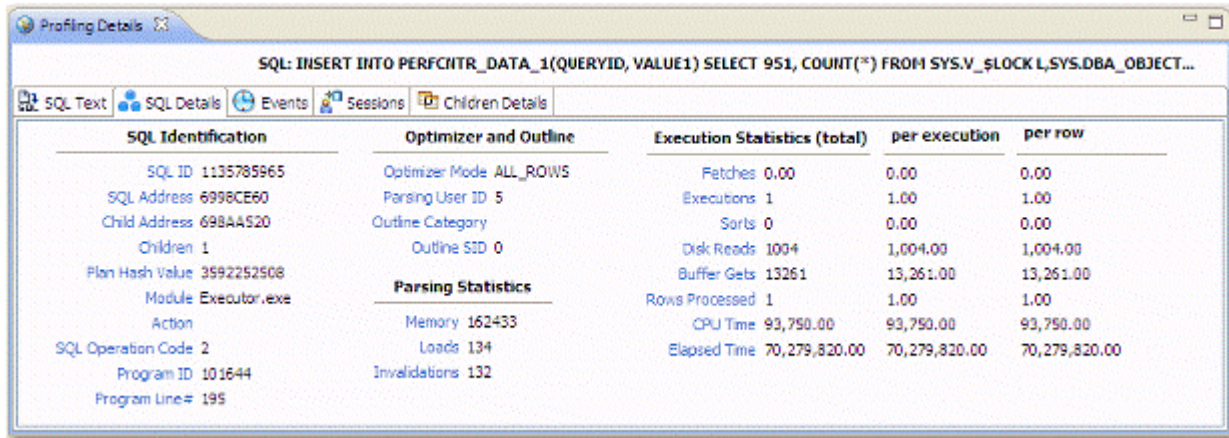 Profiling Details
SQL: INSERT INTO PERFCNTR_DATA_1(QUERYID, VALUE1) SELECT 951, COUNT(*) FROM SYS.V_$LOCK L,SYS.DBA_OBJECT...
SQL Text SQL Details Events Sessions Children Details
SQL Identification
SQL ID 1135785965
SQL Address 6998CE60
Child Address 698AA520
Children 1
Plan Hash Value 3592252508
Module Executor.exe
Action
SQL Operation Code 2
Program ID 101644
Program Line# 195
Optimizer and Outline
Optimizer Mode ALL_ROWS
Parsing User ID 5
Outline Category
Outline SID 0
Parsing Statistics
Memory 162433
Loads 134
Invalidations 132
Execution Statistics (total) per execution per row
Fetches 0.00 0.00 0.00
Executions 1 1.00 1.00
Sorts 0 0.00 0.00
Disk Reads 1004 1,004.00 1,004.00
Buffer Gets 13261 13,261.00 13,261.00
Rows Processed 1 1.00 1.00
CPU Time 93,750.00 93,750.00 93,750.00
Elapsed Time 70,279,820.00 70,279,820.00 70,279,820.00